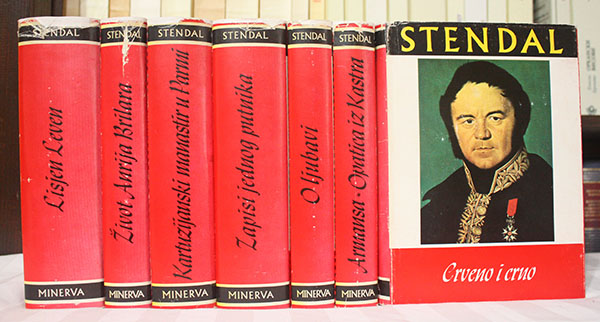 STENDAL
Lisjen Leven
MINERVA
STENDAL
Život Anrija Brilara
MINERVA
STENDAL
Kartuzijanski manastir u Parmi
MINERVA
STENDAL
Zapisi jednog putnika
MINERVA
STENDAL
O ljubavi
MINERVA
STENDAL
Armansa - Opatica iz Kastra
MINERVA
STENDAL
Crveno i crno